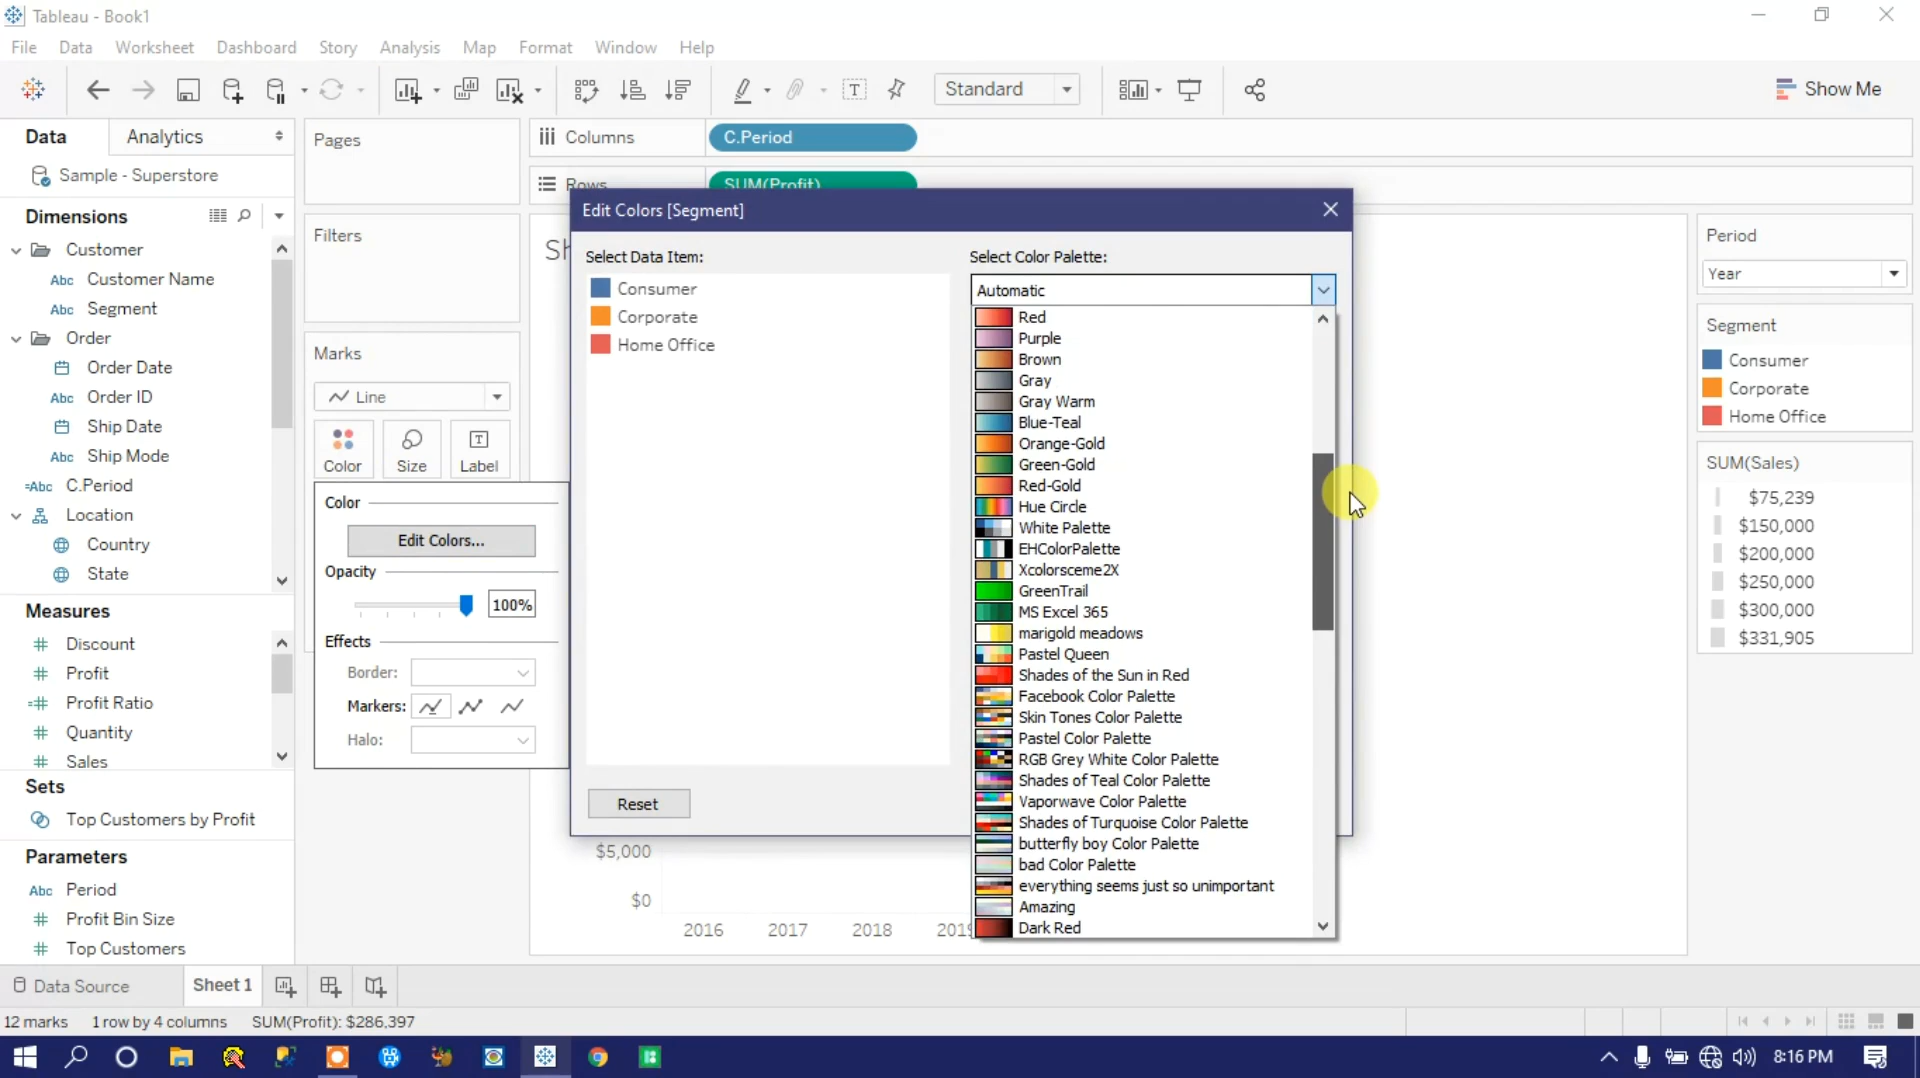 Tableau - Book1
File Data Worksheet Dashboard Story Analysis Map Format Window Help
Standard
Show Me
Data Analytics
Sample - Superstore
Dimensions
Customer
Abc Customer Name
Abc Segment
Order
Order Date
Abc Order ID
Ship Date
Abc Ship Mode
=Abc C.Period
Location
Country
State
Measures
# Discount
# Profit
=# Profit Ratio
# Quantity
# Sales
Sets
Top Customers by Profit
Parameters
Abc Period
# Profit Bin Size
# Top Customers
Pages
Filters
Marks
Line
Color Size Label
T
Color
Edit Colors...
Opacity
100%
Effects
Border:
Markers:
Halo:
Columns C.Period
Rows SUM(Profit)
Sh
Edit Colors [Segment]
Select Data Item:
Consumer
Corporate
Home Office
Reset
Select Color Palette:
Automatic
Red
Purple
Brown
Gray
Gray Warm
Blue-Teal
Orange-Gold
Green-Gold
Red-Gold
Hue Circle
White Palette
EHColorPalette
Xcolorsceme2X
GreenTrail
MS Excel 365
marigold meadows
Pastel Queen
Shades of the Sun in Red
Facebook Color Palette
Skin Tones Color Palette
Pastel Color Palette
RGB Grey White Color Palette
Shades of Teal Color Palette
Vaporwave Color Palette
Shades of Turquoise Color Palette
butterfly boy Color Palette
bad Color Palette
everything seems just so unimportant
Amazing
Dark Red
$5,000
$0
2016 2017 2018 2019
Period
Year
Segment
Consumer
Corporate
Home Office
SUM(Sales)
$75,239
$150,000
$200,000
$250,000
$300,000
$331,905
Data Source Sheet 1
12 marks 1 row by 4 columns SUM(Profit): $286,397
8:16 PM